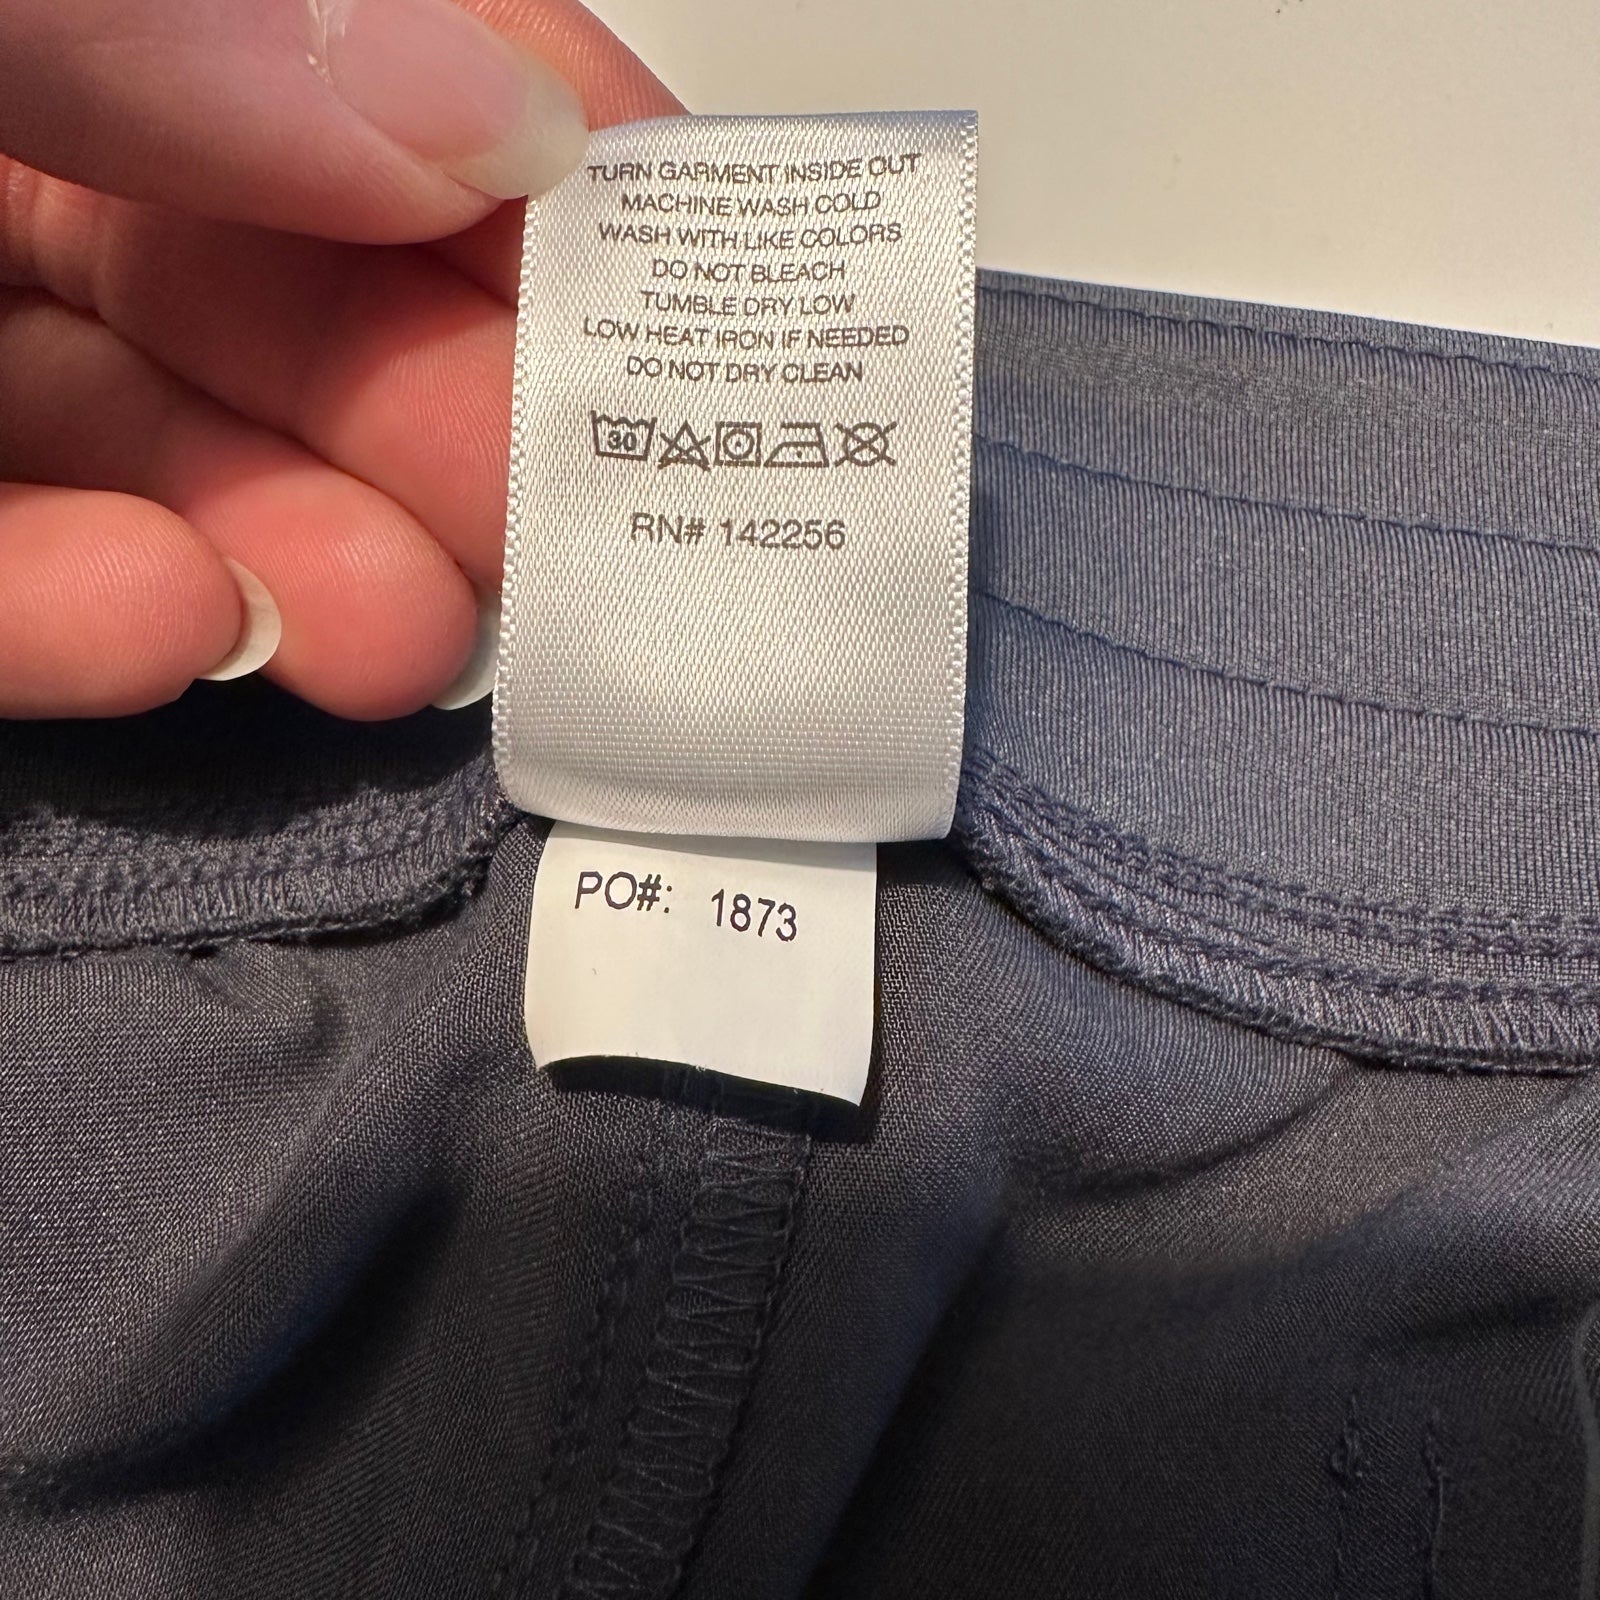 TURN GARMENT INSIDE OUT
MACHINE WASH COLD
WASH WITH LIKE COLORS
DO NOT BLEACH
TUMBLE DRY LOW
LOW HEAT IRON IF NEEDED
DO NOT DRY CLEAN
30
RN# 142256
PO#: 1873